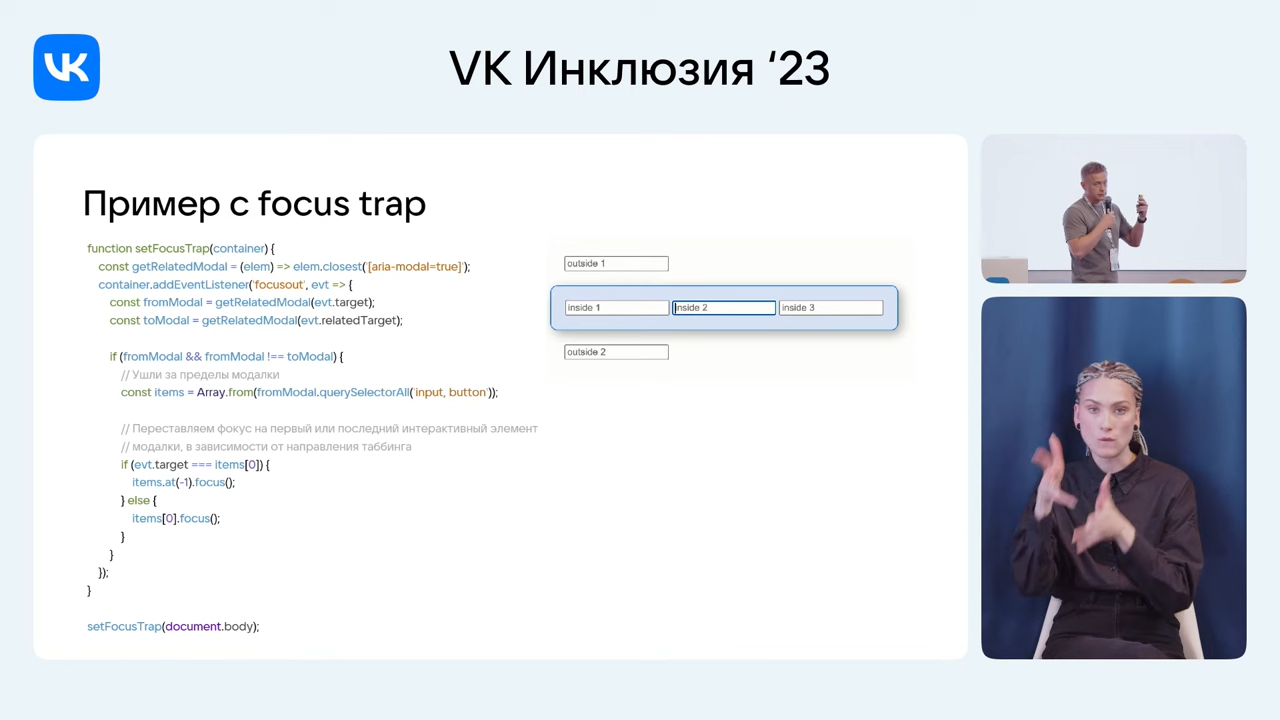 VK
VK Инклюзия ‘23
Пример с focus trap
function setFocusTrap(container) {
const getRelatedModal = (elem) => elem.closest('[aria-modal=true]');
container.addEventListener('focusout', evt => {
const fromModal = getRelatedModal(evt.target);
const toModal = getRelatedModal(evt.relatedTarget);
if (fromModal && fromModal !== toModal) {
// Ушли за пределы модалки
const items = Array.from(fromModal.querySelectorAll('input, button'));
// Переставляем фокус на первый или последний интерактивный элемент
// модалки, в зависимости от направления таббинга
if (evt.target === items[0]) {
items.at(-1).focus();
} else {
items[0].focus();
}
}
});
}
setFocusTrap(document.body);
outside 1
inside 1
inside 2
inside 3
outside 2